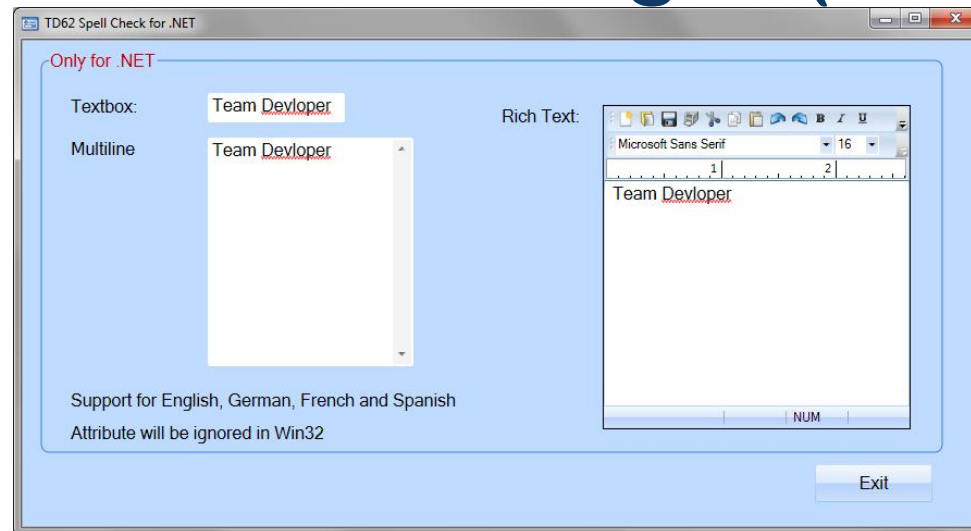 TD62 Spell Check for .NET
Only for .NET
Textbox:
Team Devloper
Multiline
Team Devloper
Rich Text:
B I U
Microsoft Sans Serif
16
1 2
Team Devloper
NUM
Support for English, German, French and Spanish
Attribute will be ignored in Win32
Exit